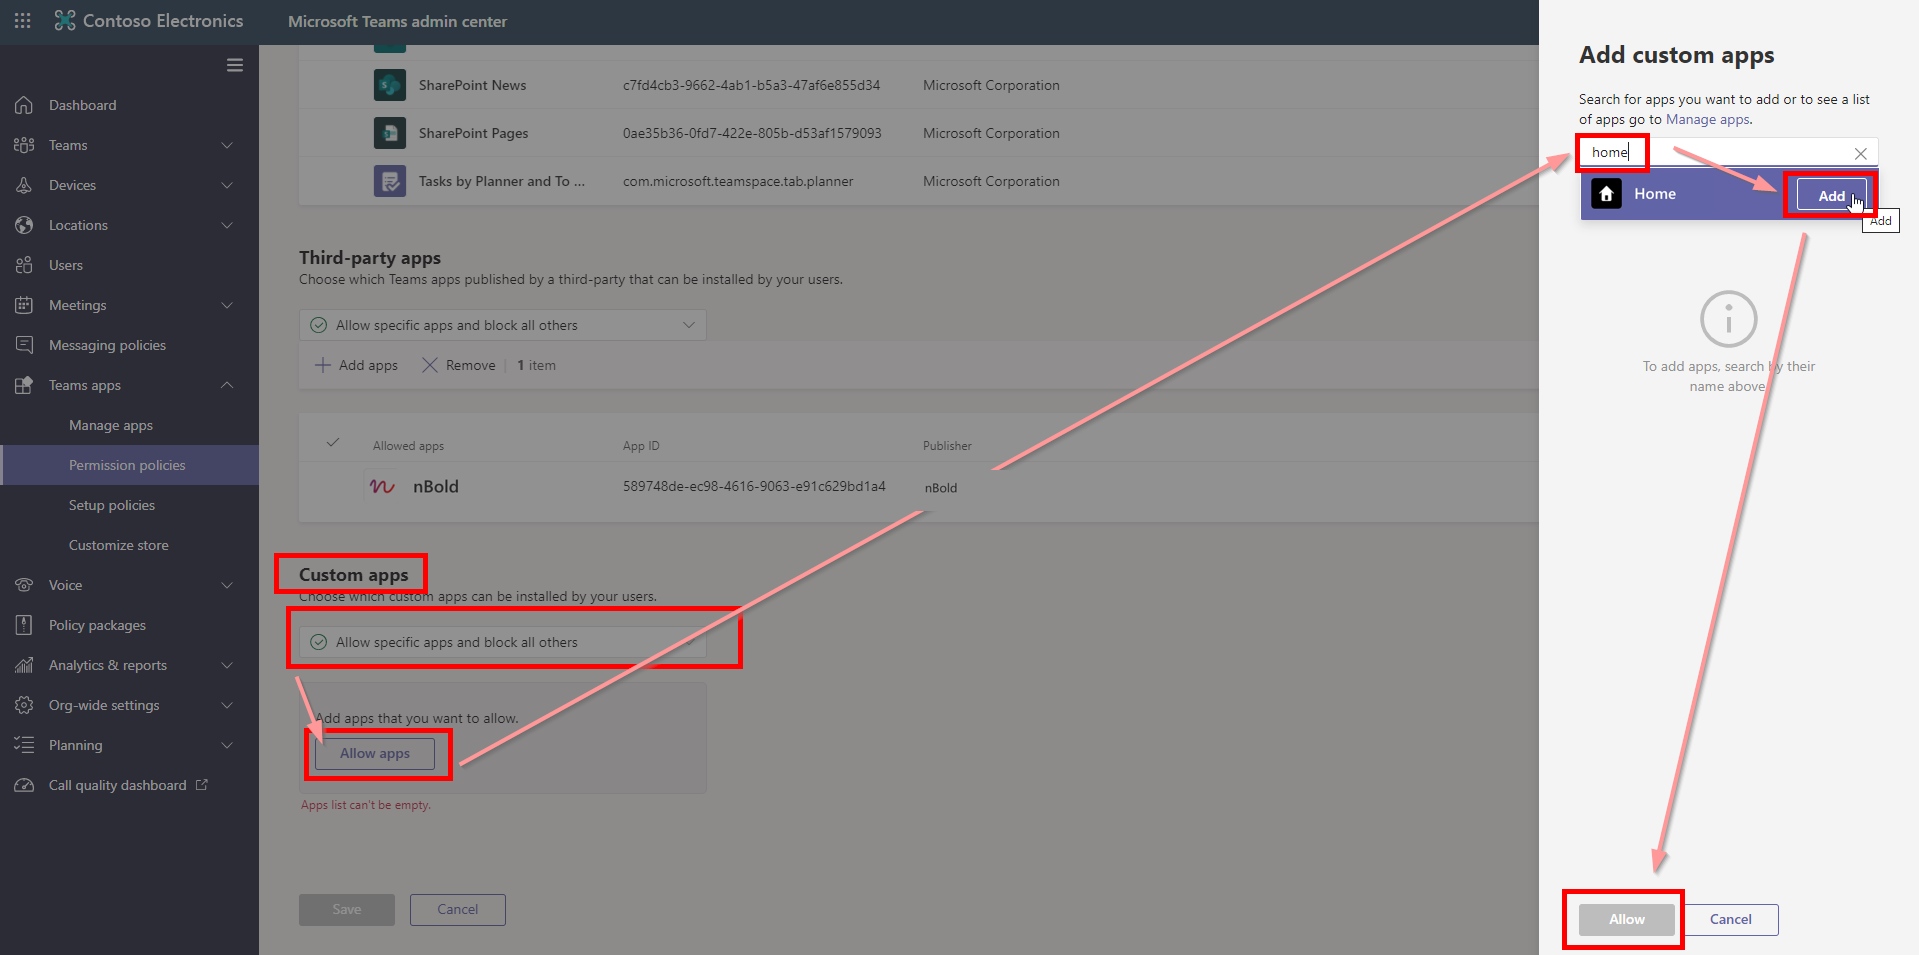 Contoso Electronics
Microsoft Teams admin center
Dashboard
Teams
Devices
Locations
Users
Meetings
Messaging policies
Teams apps
Manage apps
Permission policies
Setup policies
Customize store
Voice
Policy packages
Analytics & reports
Org-wide settings
Planning
Call quality dashboard
SharePoint News c7fd4cb3-9662-4ab1-b5a3-47af6e855d34 Microsoft Corporation
SharePoint Pages 0ae35b36-0fd7-422e-805b-d53af1579093 Microsoft Corporation
Tasks by Planner and To ... com.microsoft.teamspace.tab.planner Microsoft Corporation
Third-party apps
Choose which Teams apps published by a third-party that can be installed by your users.
Allow specific apps and block all others
Add apps Remove 1 item
Allowed apps App ID Publisher
nBold 589748de-ec98-4616-9063-e91c629bd1a4 nBold
Custom apps
Choose which custom apps can be installed by your users.
Allow specific apps and block all others
Add apps that you want to allow.
Allow apps
Apps list can't be empty.
Save Cancel
Add custom apps
Search for apps you want to add or to see a list
of apps go to Manage apps.
home
Home Add
Add
To add apps, search by their
name above
Allow Cancel